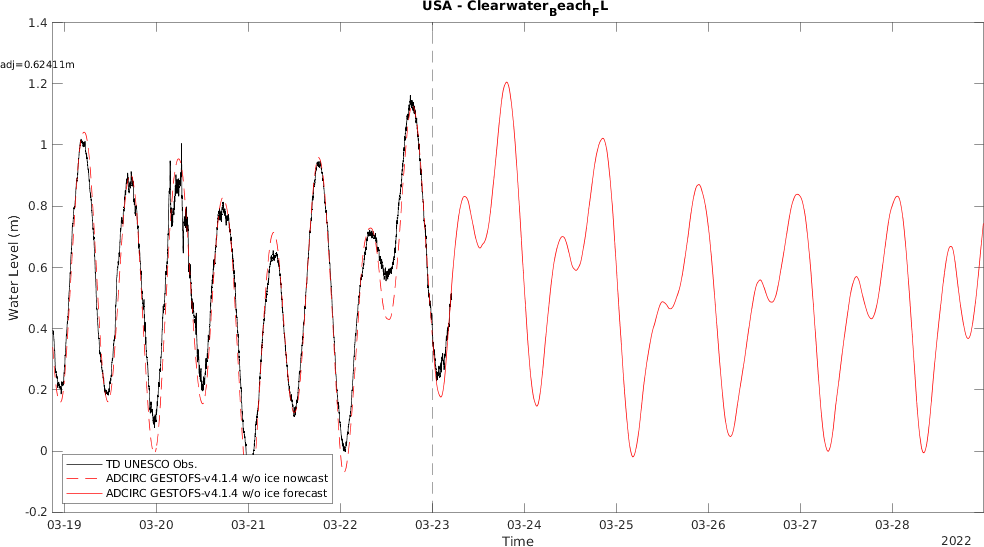 USA - Clearwater_Beach_FL
1.4
adj=0.62411m
1.2
1
0.8
0.6
0.4
0.2
0
-0.2
Water Level (m)
TD UNESCO Obs.
ADCIRC GESTOFS-v4.1.4 w/o ice nowcast
ADCIRC GESTOFS-v4.1.4 w/o ice forecast
03-19 03-20 03-21 03-22 03-23 03-24 03-25 03-26 03-27 03-28
Time
2022